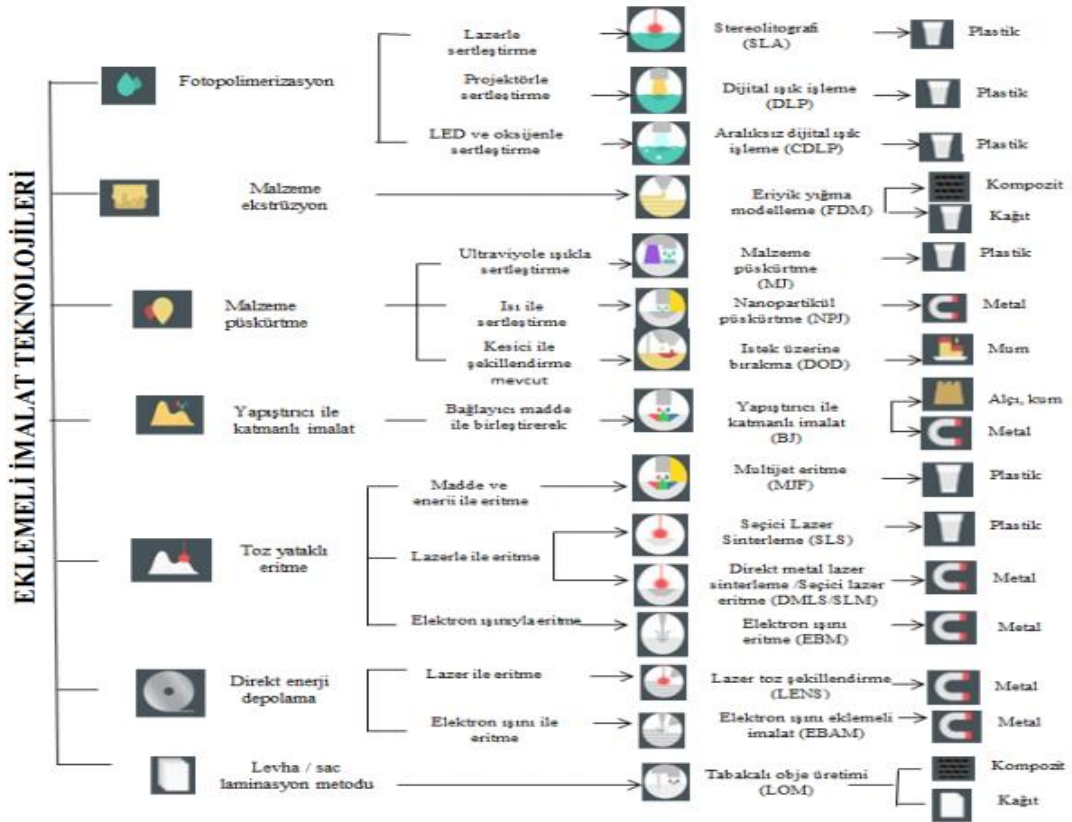 EKLEMELİ İMALAT TEKNOLOJİLERİ
Fotopolimerizasyon
Lazerle
sertleştirme
Stereolitografi
(SLA)
Plastik
Projektörle
sertleştirme
Dijital ışık işleme
(DLP)
Plastik
LED ve oksijenle
sertleştirme
Aralıksız dijital ışık
işleme (CDLP)
Plastik
Malzeme
ekstrüzyon
Eriyik yığma
modelleme (FDM)
Kompozit
Kağıt
Malzeme
püskürtme
Ultraviyole ışıkla
sertleştirme
Malzeme
püskürtme
(MJ)
Plastik
Isı ile
sertleştirme
Nanopartikül
püskürtme (NPJ)
Metal
Kesici ile
şekillendirme
mevcut
Istek üzerine
bırakma (DOD)
Mum
Yapıştırıcı ile
katmanlı imalat
Bağlayıcı madde
ile birleştirerek
Yapıştırıcı ile
katmanlı imalat
(BJ)
Alçı, kum
Metal
Toz yataklı
eritme
Madde ve
enerii ile eritme
Multijet eritme
(MJF)
Plastik
Lazerle ile eritme
Seçici Lazer
Sinterleme (SLS)
Plastik
Direkt metal lazer
sinterleme /Seçici lazer
eritme (DMLS/SLM)
Metal
Elektron ışınıyla eritme
Elektron ışını
eritme (EBM)
Metal
Direkt enerji
depolama
Lazer ile eritme
Lazer toz şekillendirme
(LENS)
Metal
Elektron ışını ile
eritme
Elektron ışını eklemeli
imalat (EBAM)
Metal
Levha / sac
laminasyon metodu
Tabakalı obje üretimi
(LOM)
Kompozit
Kağıt